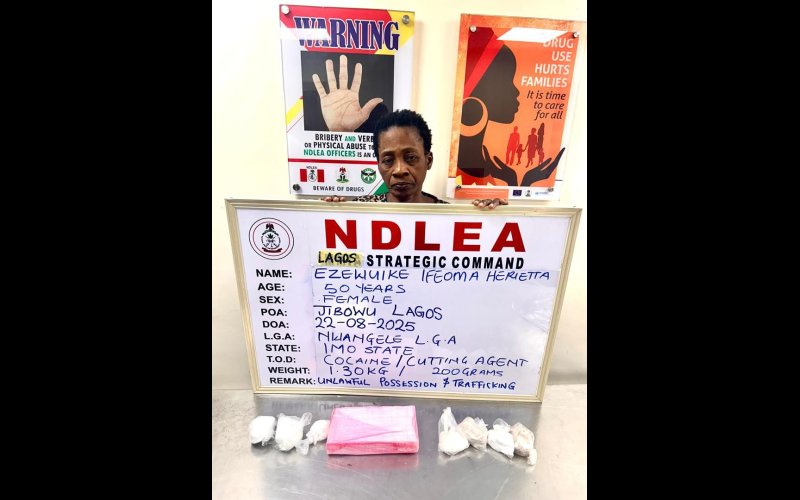 WARNING
BRIBERY AND VERB
OR PHYSICAL ABUSE TO
NDLEA OFFICERS IS AN
NDLEA
BEWARE OF DRUGS
DRUG
USE
HURTS
FAMILIES
It is time
to care
for all
NDLEA
LAGOS STRATEGIC COMMAND
NAME: EZEWUIKE IFEOMA HERIETTA
AGE: 50 YEARS
SEX: FEMALE
POA: JIBOWU LAGOS
DOA: 22-08-2025
L.G.A: NWANGELE L.G.A
STATE: IMO STATE
T.O.D: COCAINE/CUTTING AGENT
WEIGHT: 1.30KG / 200GRAMS
REMARK: UNLAWFUL POSSESSION & TRAFFICKING